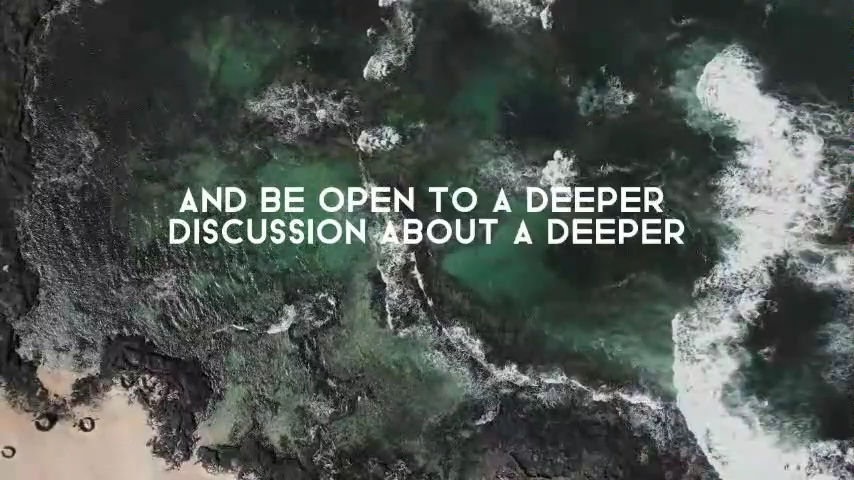 AND BE OPEN TO A DEEPER
DISCUSSION ABOUT A DEEPER